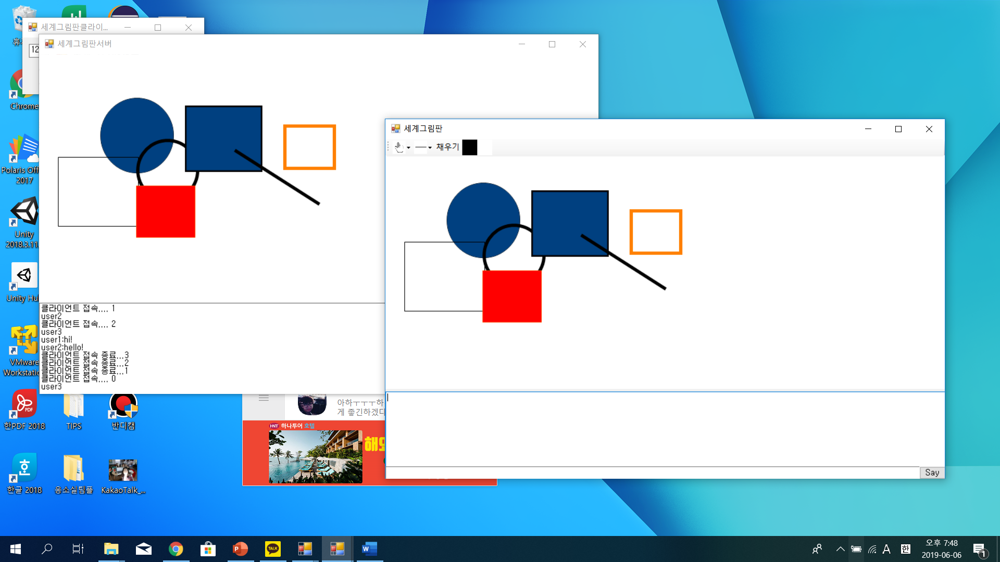 세계그림판클라이...
12
세계그림판서버
세계그림판
채우기
클라이언트 접속.... 1
user2
클라이언트 접속.... 2
user3
user1:hi!
user2:hello!
클라이언트 접속 종료...3
클라이언트 접속 종료...2
클라이언트 접속 종료...1
클라이언트 접속.... 0
user3
Say
Chrome
Polaris Off
2017
Unity
2018.3.11
Unity Hu
VMware
Workstatio
한PDF 2018
TIPS
반디캠
한글 2018
응소실팀플
KakaoTalk_...
아하ㅜㅜㅜ하
게 좋긴하겠다
HNT 하나투어 호텔
PDF
TALK
A
한
오후 7:48
2019-06-06
1